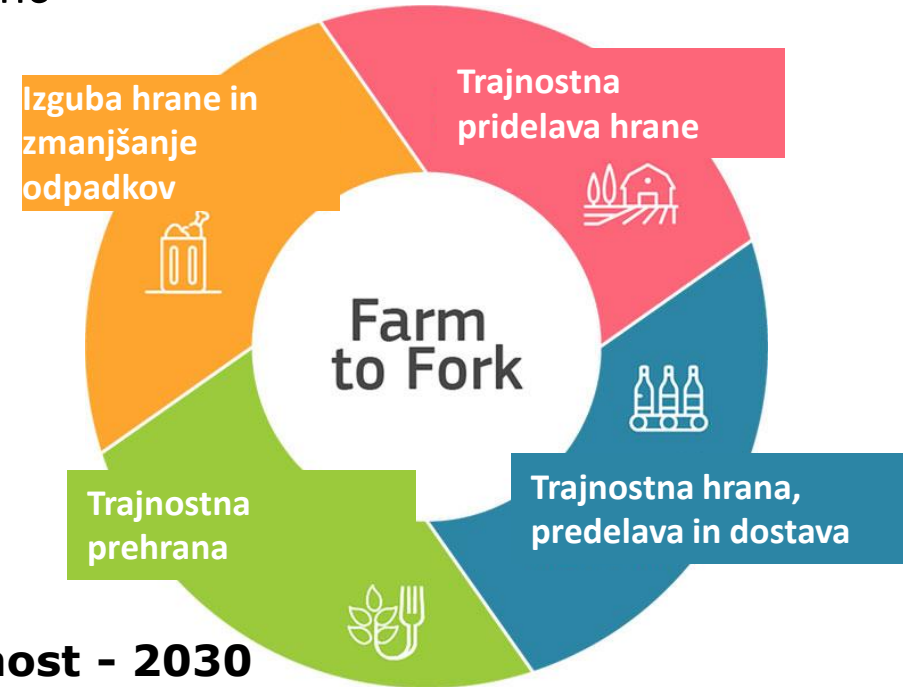 Izguba hrane in
zmanjšanje
odpadkov
Trajnostna
pridelava hrane
Farm
to Fork
Trajnostna
prehrana
Trajnostna hrana,
predelava in dostava
- 2030